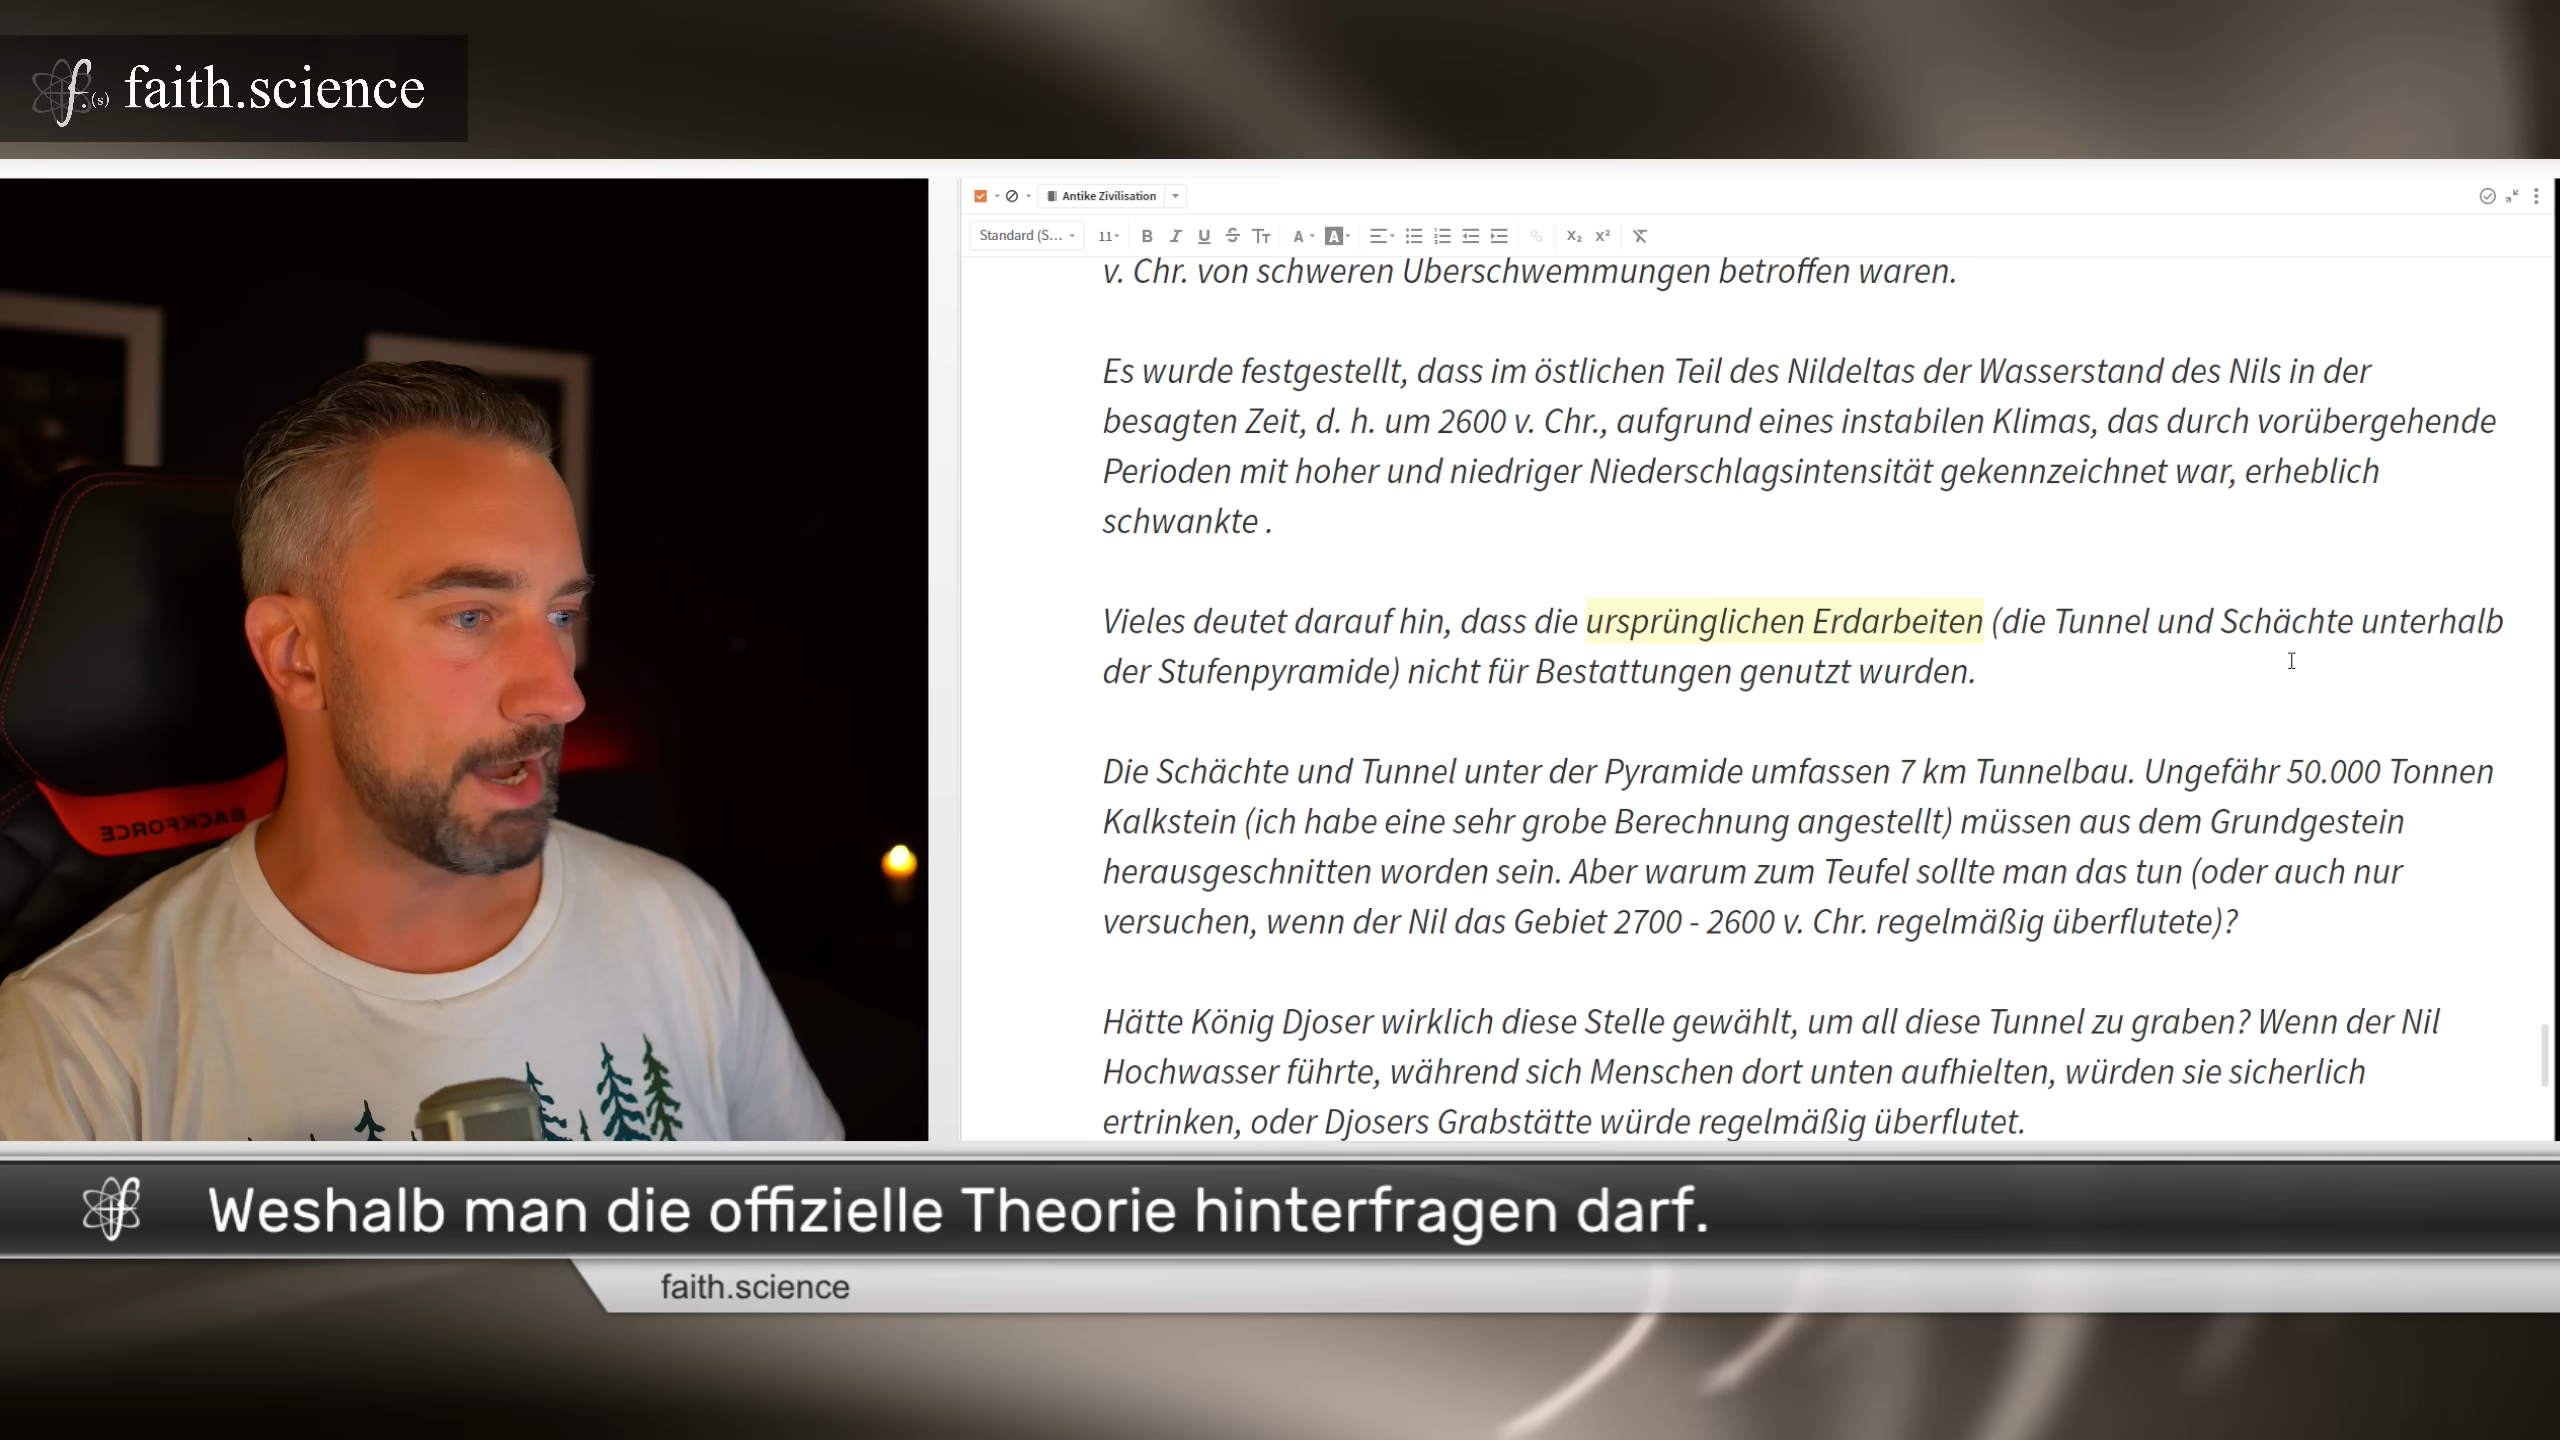 f.(s) faith.science
Antike Zivilisation
Standard (S... 11 B I U S Tт A A X₂ X²
v. Chr. von schweren Überschwemmungen betroffen waren.
Es wurde festgestellt, dass im östlichen Teil des Nildeltas der Wasserstand des Nils in der
besagten Zeit, d. h. um 2600 v. Chr., aufgrund eines instabilen Klimas, das durch vorübergehende
Perioden mit hoher und niedriger Niederschlagsintensität gekennzeichnet war, erheblich
schwankte .
Vieles deutet darauf hin, dass die ursprünglichen Erdarbeiten (die Tunnel und Schächte unterhalb
der Stufenpyramide) nicht für Bestattungen genutzt wurden.
Die Schächte und Tunnel unter der Pyramide umfassen 7 km Tunnelbau. Ungefähr 50.000 Tonnen
Kalkstein (ich habe eine sehr grobe Berechnung angestellt) müssen aus dem Grundgestein
herausgeschnitten worden sein. Aber warum zum Teufel sollte man das tun (oder auch nur
versuchen, wenn der Nil das Gebiet 2700 - 2600 v. Chr. regelmäßig überflutete)?
Hätte König Djoser wirklich diese Stelle gewählt, um all diese Tunnel zu graben? Wenn der Nil
Hochwasser führte, während sich Menschen dort unten aufhielten, würden sie sicherlich
ertrinken, oder Djosers Grabstätte würde regelmäßig überflutet.
BACKFORCE
Weshalb man die offizielle Theorie hinterfragen darf.
faith.science